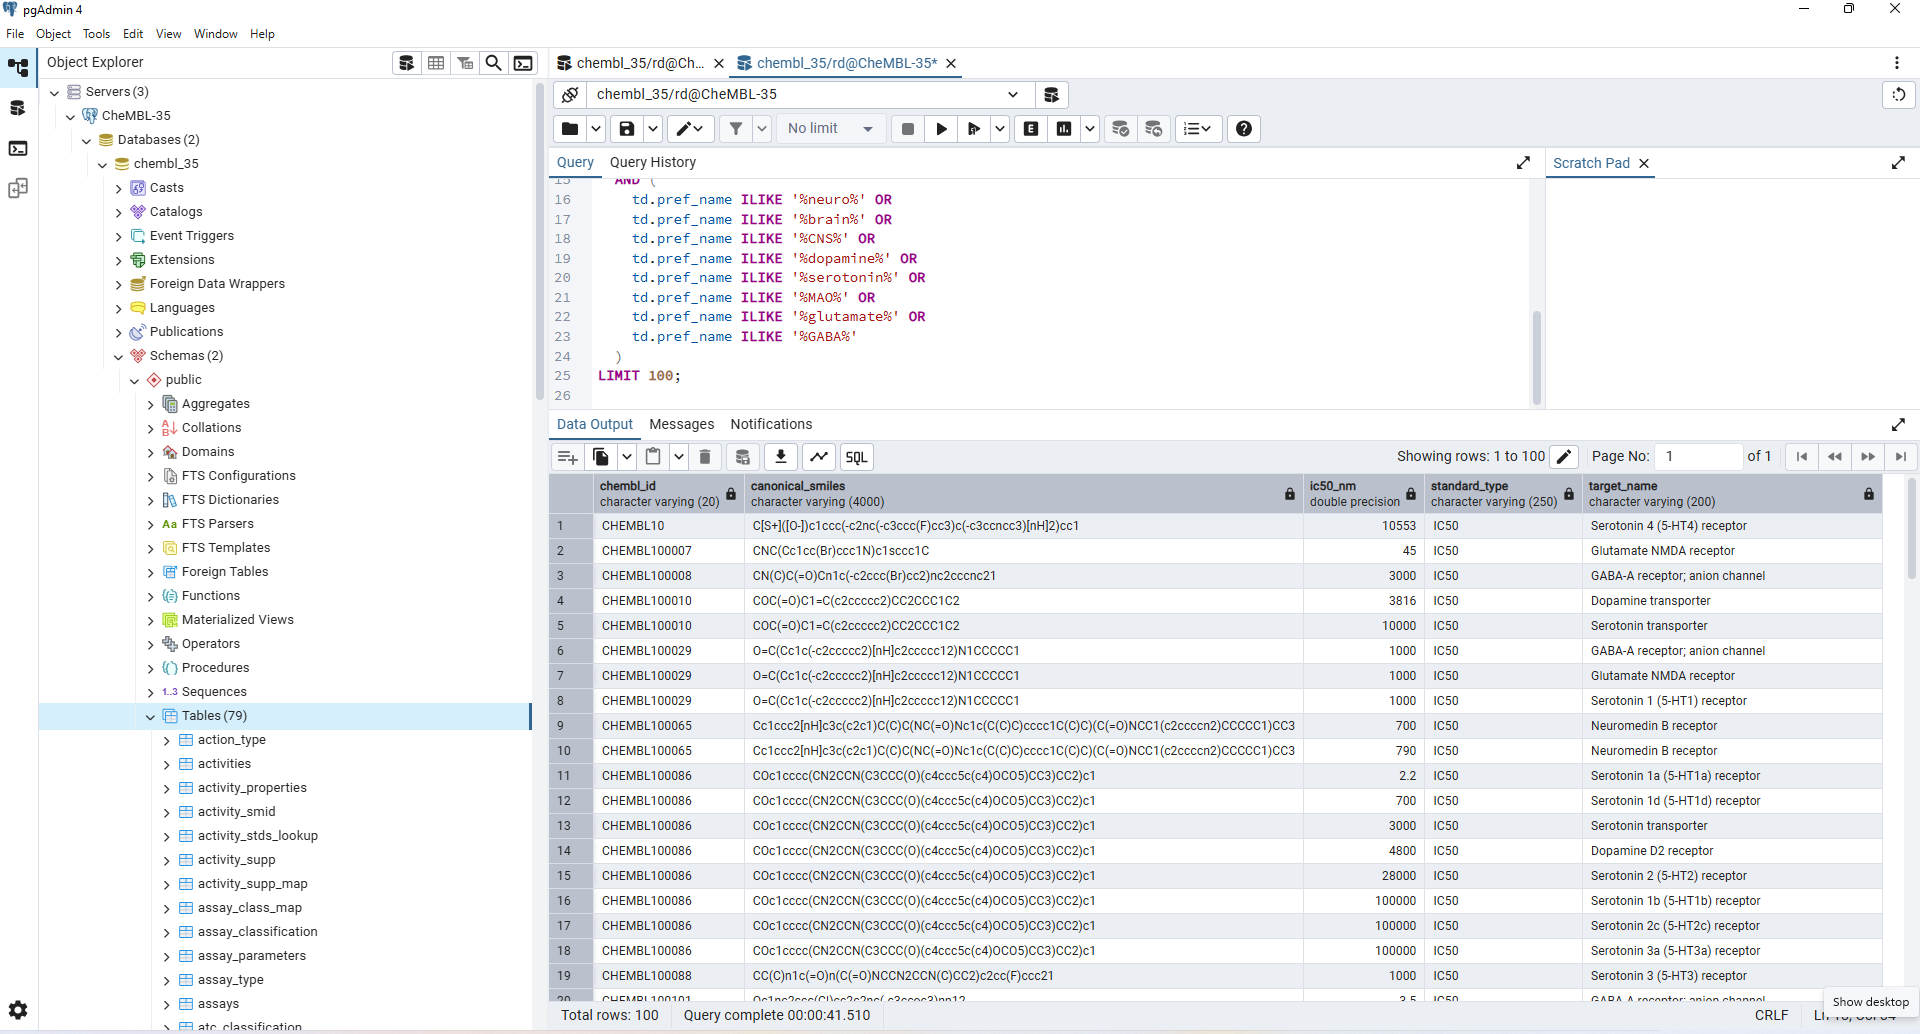 pgAdmin 4
File Object Tools Edit View Window Help
Object Explorer
Servers (3)
CheMBL-35
Databases (2)
chembl_35
Casts
Catalogs
Event Triggers
Extensions
Foreign Data Wrappers
Languages
Publications
Schemas (2)
public
Aggregates
Collations
Domains
FTS Configurations
FTS Dictionaries
Aa FTS Parsers
FTS Templates
Foreign Tables
Functions
Materialized Views
Operators
Procedures
1..3 Sequences
Tables (79)
action_type
activities
activity_properties
activity_smid
activity_stds_lookup
activity_supp
activity_supp_map
assay_class_map
assay_classification
assay_parameters
assay_type
assays
atc_classification
chembl_35/rd@Ch... chembl_35/rd@CheMBL-35*
chembl_35/rd@CheMBL-35
No limit
Query Query History
Scratch Pad
15 AND (
16 td.pref_name ILIKE '%neuro%' OR
17 td.pref_name ILIKE '%brain%' OR
18 td.pref_name ILIKE '%CNS%' OR
19 td.pref_name ILIKE '%dopamine%' OR
20 td.pref_name ILIKE '%serotonin%' OR
21 td.pref_name ILIKE '%MAO%' OR
22 td.pref_name ILIKE '%glutamate%' OR
23 td.pref_name ILIKE '%GABA%'
24 )
25 LIMIT 100;
26
Data Output Messages Notifications
SQL
Showing rows: 1 to 100 Page No: 1 of 1
chembl_id canonical_smiles ic50_nm standard_type target_name
character varying (20) character varying (4000) double precision character varying (250) character varying (200)
1 CHEMBL10 C[S+]([O-])c1ccc(-c2nc(-c3ccc(F)cc3)c(-c3ccncc3)[nH]2)cc1 10553 IC50 Serotonin 4 (5-HT4) receptor
2 CHEMBL100007 CNC(Cc1cc(Br)ccc1N)c1sccc1C 45 IC50 Glutamate NMDA receptor
3 CHEMBL100008 CN(C)C(=O)Cn1c(-c2ccc(Br)cc2)nc2cccnc21 3000 IC50 GABA-A receptor; anion channel
4 CHEMBL100010 COC(=O)C1=C(c2ccccc2)CC2CCC1C2 3816 IC50 Dopamine transporter
5 CHEMBL100010 COC(=O)C1=C(c2ccccc2)CC2CCC1C2 10000 IC50 Serotonin transporter
6 CHEMBL100029 O=C(Cc1c(-c2ccccc2)[nH]c2ccccc12)N1CCCCC1 1000 IC50 GABA-A receptor; anion channel
7 CHEMBL100029 O=C(Cc1c(-c2ccccc2)[nH]c2ccccc12)N1CCCCC1 1000 IC50 Glutamate NMDA receptor
8 CHEMBL100029 O=C(Cc1c(-c2ccccc2)[nH]c2ccccc12)N1CCCCC1 1000 IC50 Serotonin 1 (5-HT1) receptor
9 CHEMBL100065 Cc1ccc2[nH]c3c(c2c1)C(C)C(NC(=O)Nc1c(C(C)C)cccc1C(C)C)(C(=O)NCC1(c2ccccn2)CCCCC1)CC3 700 IC50 Neuromedin B receptor
10 CHEMBL100065 Cc1ccc2[nH]c3c(c2c1)C(C)C(NC(=O)Nc1c(C(C)C)cccc1C(C)C)(C(=O)NCC1(c2ccccn2)CCCCC1)CC3 790 IC50 Neuromedin B receptor
11 CHEMBL100086 COc1cccc(CN2CCN(C3CCC(O)(c4ccc5c(c4)OCO5)CC3)CC2)c1 2.2 IC50 Serotonin 1a (5-HT1a) receptor
12 CHEMBL100086 COc1cccc(CN2CCN(C3CCC(O)(c4ccc5c(c4)OCO5)CC3)CC2)c1 700 IC50 Serotonin 1d (5-HT1d) receptor
13 CHEMBL100086 COc1cccc(CN2CCN(C3CCC(O)(c4ccc5c(c4)OCO5)CC3)CC2)c1 3000 IC50 Serotonin transporter
14 CHEMBL100086 COc1cccc(CN2CCN(C3CCC(O)(c4ccc5c(c4)OCO5)CC3)CC2)c1 4800 IC50 Dopamine D2 receptor
15 CHEMBL100086 COc1cccc(CN2CCN(C3CCC(O)(c4ccc5c(c4)OCO5)CC3)CC2)c1 28000 IC50 Serotonin 2 (5-HT2) receptor
16 CHEMBL100086 COc1cccc(CN2CCN(C3CCC(O)(c4ccc5c(c4)OCO5)CC3)CC2)c1 100000 IC50 Serotonin 1b (5-HT1b) receptor
17 CHEMBL100086 COc1cccc(CN2CCN(C3CCC(O)(c4ccc5c(c4)OCO5)CC3)CC2)c1 100000 IC50 Serotonin 2c (5-HT2c) receptor
18 CHEMBL100086 COc1cccc(CN2CCN(C3CCC(O)(c4ccc5c(c4)OCO5)CC3)CC2)c1 100000 IC50 Serotonin 3a (5-HT3a) receptor
19 CHEMBL100088 CC(C)n1c(=O)n(C(=O)NCCN2CCN(C)CC2)c2cc(F)ccc21 1000 IC50 Serotonin 3 (5-HT3) receptor
20 CHEMBL100101 3.5 IC50 GABA-A receptor; anion channel
Show desktop
Total rows: 100 Query complete 00:00:41.510 CRLF